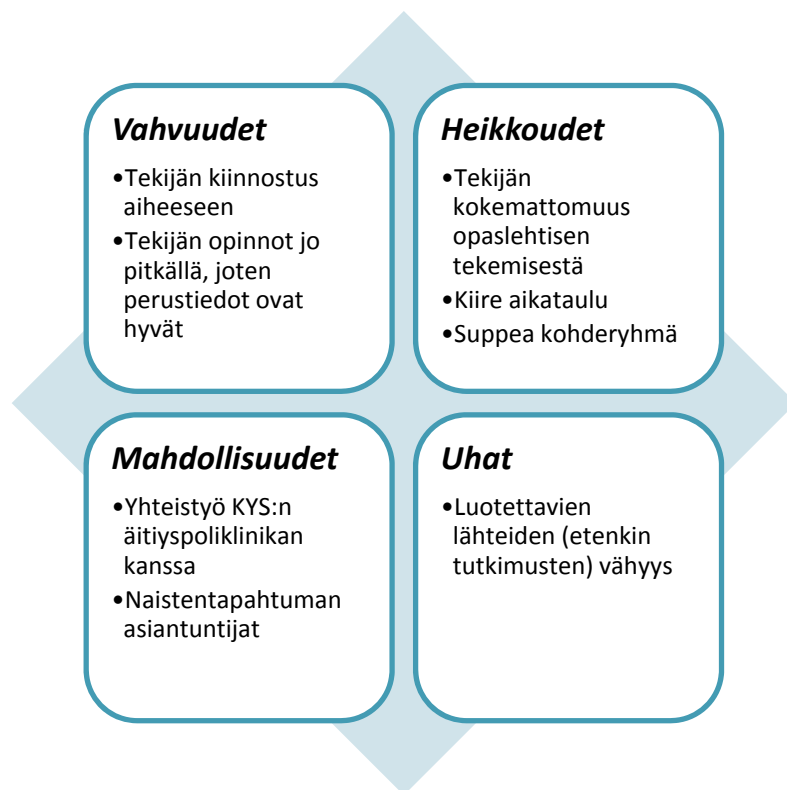 Vahvuudet
•Tekijän kiinnostus
aiheeseen
•Tekijän opinnot jo
pitkällä, joten
perustiedot ovat
hyvät
Heikkoudet
•Tekijän
kokemattomuus
opaslehtisen
tekemisestä
•Kiire aikataulu
•Suppea kohderyhmä
Mahdollisuudet
•Yhteistyö KYS:n
äitiyspoliklinikan
kanssa
•Naistentapahtuman
asiantuntijat
Uhat
•Luotettavien
lähteiden (etenkin
tutkimusten) vähyys